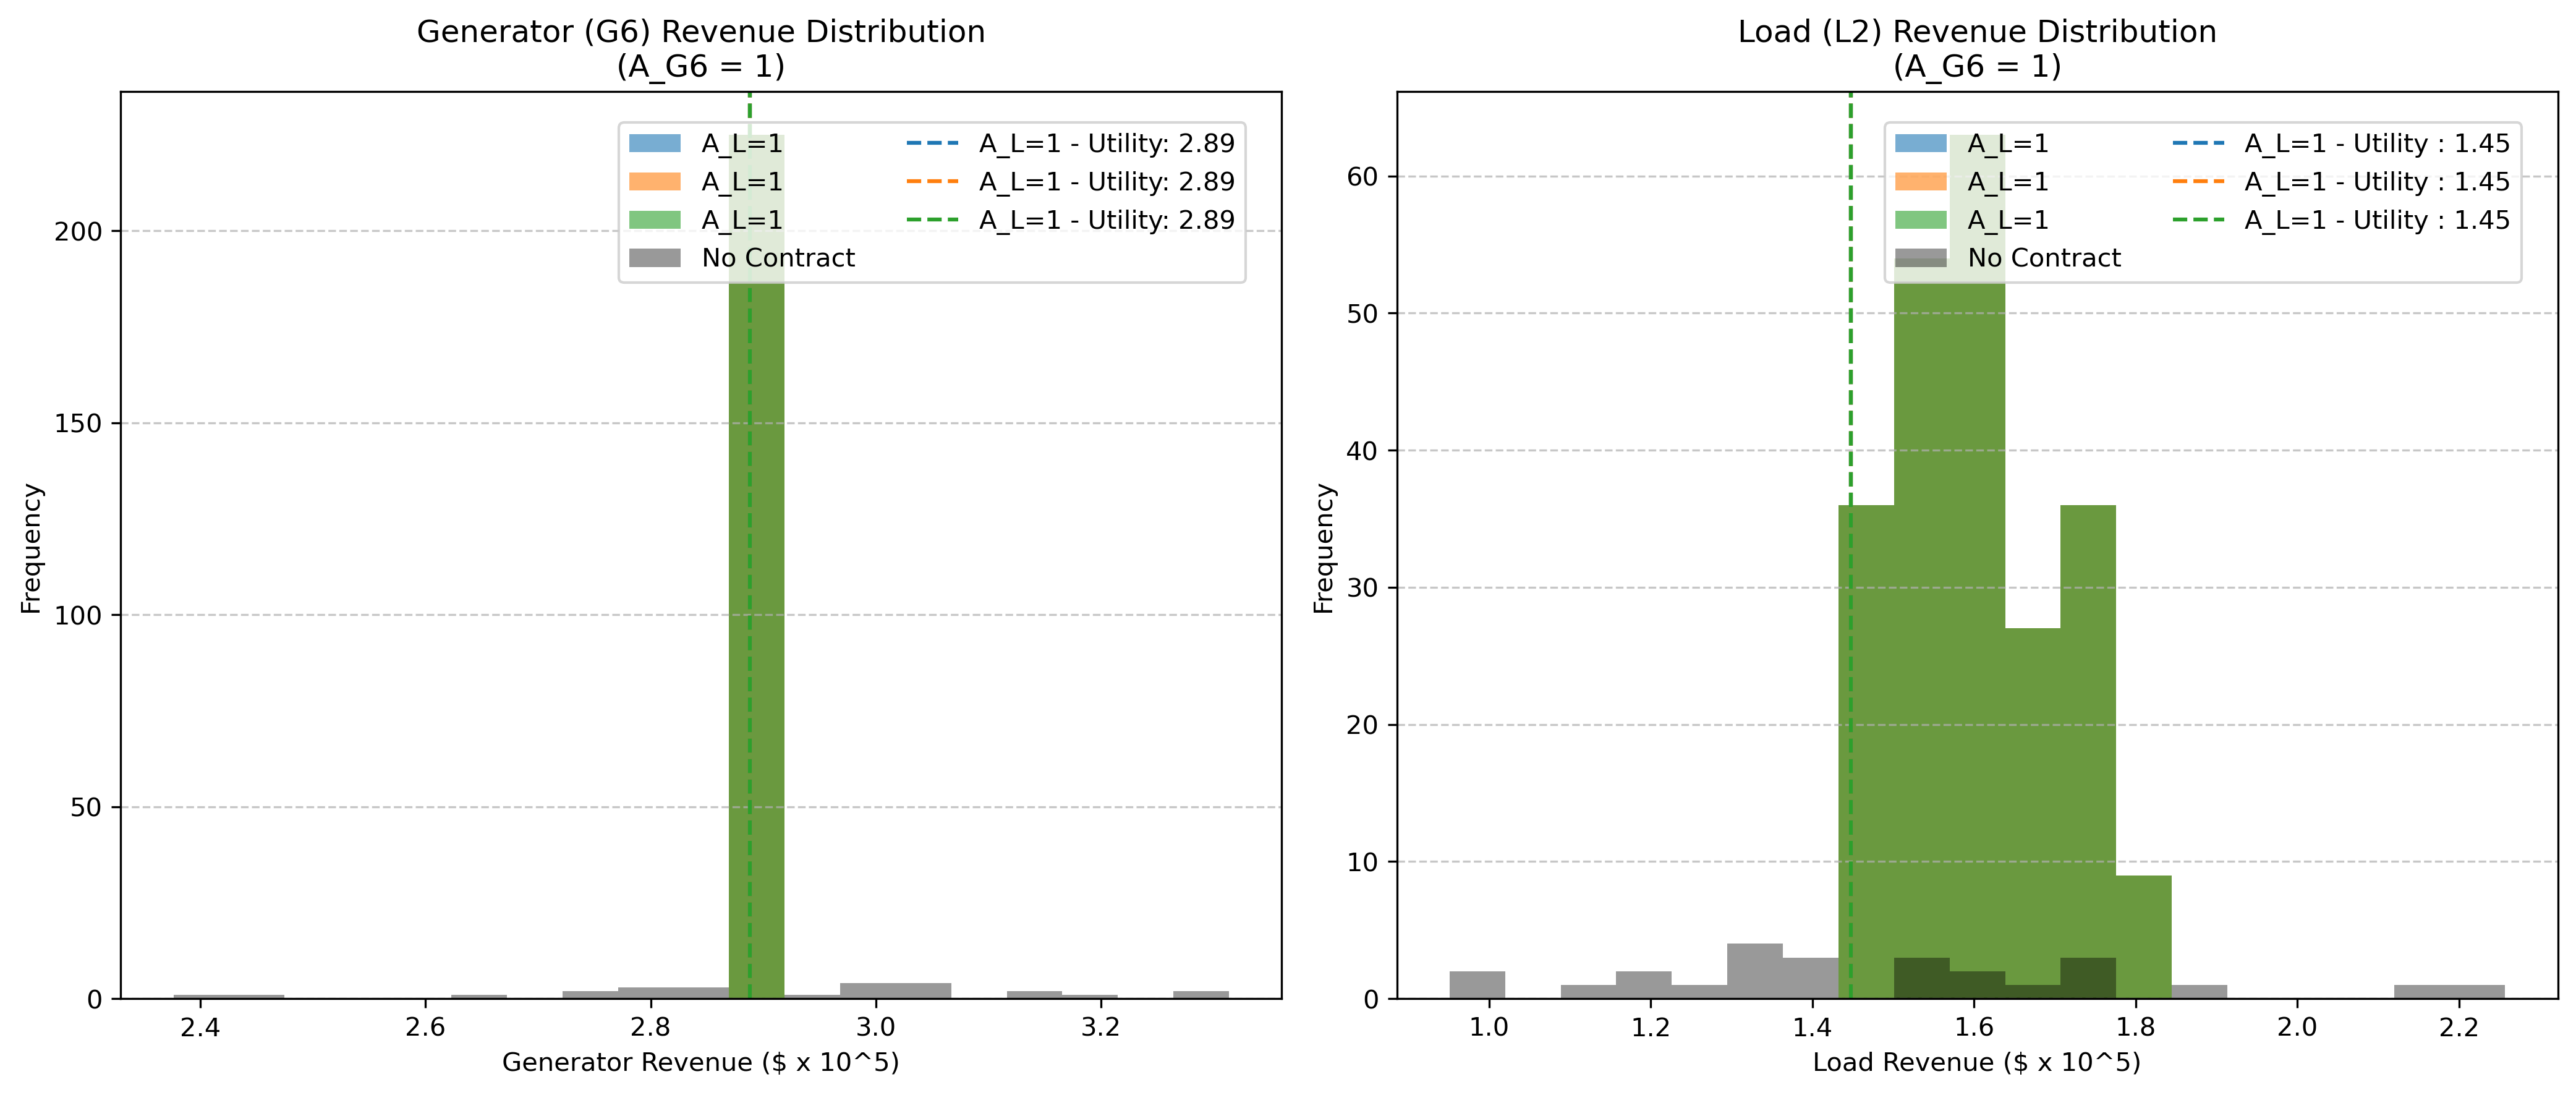 Generator (G6) Revenue Distribution
(A_G6 = 1)
A_L=1
A_L=1
A_L=1
No Contract
A_L=1 - Utility: 2.89
A_L=1 - Utility: 2.89
A_L=1 - Utility: 2.89
200
150
100
50
0
Frequency
2.4 2.6 2.8 3.0 3.2
Generator Revenue ($ x 10^5)
Load (L2) Revenue Distribution
(A_G6 = 1)
A_L=1
A_L=1
A_L=1
No Contract
A_L=1 - Utility : 1.45
A_L=1 - Utility : 1.45
A_L=1 - Utility : 1.45
60
50
40
30
20
10
0
Frequency
1.0 1.2 1.4 1.6 1.8 2.0 2.2
Load Revenue ($ x 10^5)